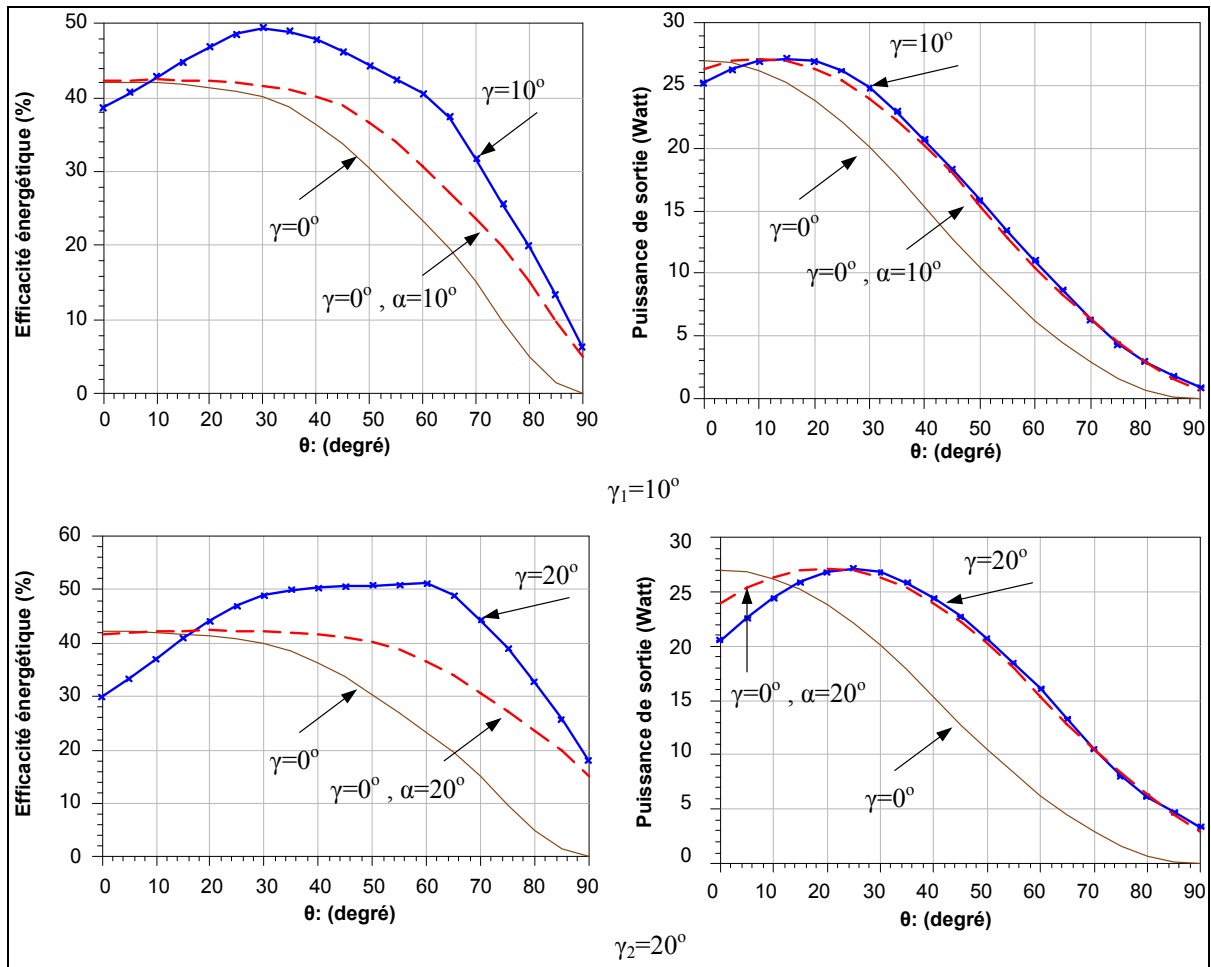 Efficacité énergétique (%)
50
40
30
20
10
0
0 10 20 30 40 50 60 70 80 90
θ: (degré)
γ=10°
γ=0°
γ=0° , α=10°
Puissance de sortie (Watt)
30
25
20
15
10
5
0
0 10 20 30 40 50 60 70 80 90
θ: (degré)
γ=10°
γ=0°
γ=0° , α=10°
γ₁=10°
Efficacité énergétique (%)
60
50
40
30
20
10
0
0 10 20 30 40 50 60 70 80 90
θ: (degré)
γ=20°
γ=0°
γ=0° , α=20°
Puissance de sortie (Watt)
30
25
20
15
10
5
0
0 10 20 30 40 50 60 70 80 90
θ: (degré)
γ=20°
γ=0° , α=20°
γ=0°
γ₂=20°